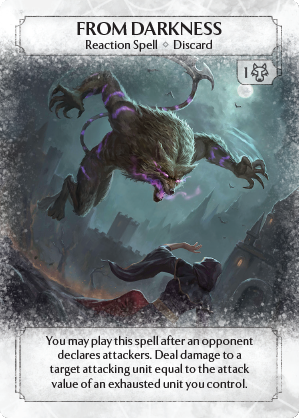 FROM DARKNESS
Reaction Spell ◇ Discard
1
You may play this spell after an opponent
declares attackers. Deal damage to a
target attacking unit equal to the attack
value of an exhausted unit you control.